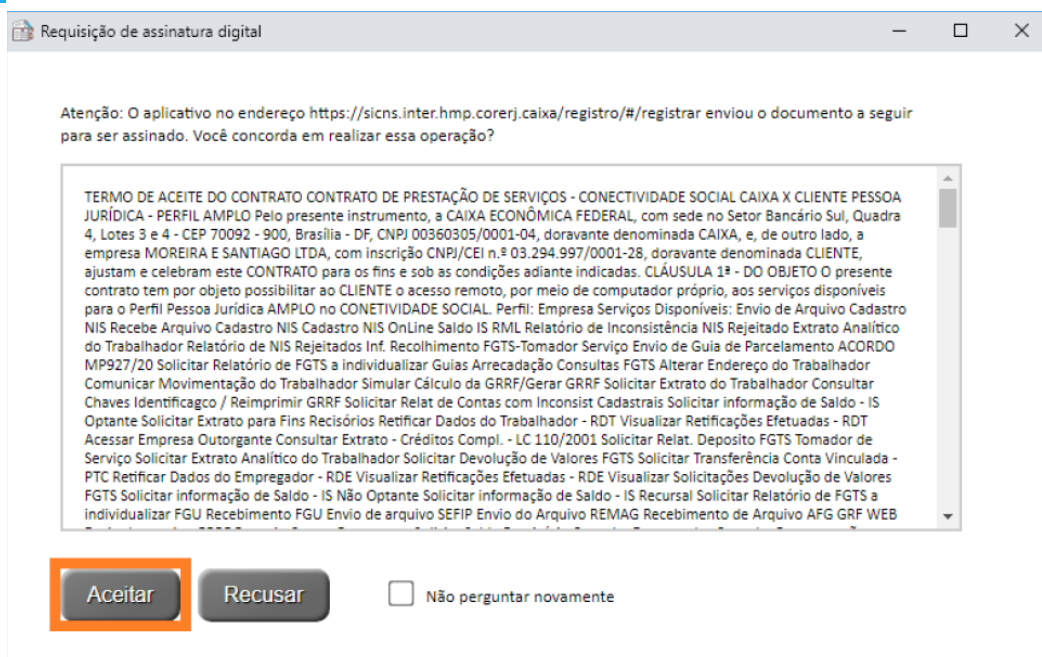 Requisição de assinatura digital
Atenção: O aplicativo no endereço https://sicns.inter.hmp.corerj.caixa/registro/#/registrar enviou o documento a seguir
para ser assinado. Você concorda em realizar essa operação?
TERMO DE ACEITE DO CONTRATO CONTRATO DE PRESTAÇÃO DE SERVIÇOS - CONECTIVIDADE SOCIAL CAIXA X CLIENTE PESSOA
JURÍDICA - PERFIL AMPLO Pelo presente instrumento, a CAIXA ECONÔMICA FEDERAL, com sede no Setor Bancário Sul, Quadra
4, Lotes 3 e 4 - CEP 70092 - 900, Brasília - DF, CNPJ 00360305/0001-04, doravante denominada CAIXA, e, de outro lado, a
empresa MOREIRA E SANTIAGO LTDA, com inscrição CNPJ/CEI n.º 03.294.997/0001-28, doravante denominada CLIENTE,
ajustam e celebram este CONTRATO para os fins e sob as condições adiante indicadas. CLÁUSULA 1ª - DO OBJETO O presente
contrato tem por objeto possibilitar ao CLIENTE o acesso remoto, por meio de computador próprio, aos serviços disponíveis
para o Perfil Pessoa Jurídica AMPLO no CONETIVIDADE SOCIAL. Perfil: Empresa Serviços Disponíveis: Envio de Arquivo Cadastro
NIS Recebe Arquivo Cadastro NIS Cadastro NIS OnLine Saldo IS RML Relatório de Inconsistência NIS Rejeitado Extrato Analítico
do Trabalhador Relatório de NIS Rejeitados Inf. Recolhimento FGTS-Tomador Serviço Envio de Guia de Parcelamento ACORDO
MP927/20 Solicitar Relatório de FGTS a individualizar Guias Arrecadação Consultas FGTS Alterar Endereço do Trabalhador
Comunicar Movimentação do Trabalhador Simular Cálculo da GRRF/Gerar GRRF Solicitar Extrato do Trabalhador Consultar
Chaves Identificagco / Reimprimir GRRF Solicitar Relat de Contas com Inconsist Cadastrais Solicitar informação de Saldo - IS
Optante Solicitar Extrato para Fins Recisórios Retificar Dados do Trabalhador - RDT Visualizar Retificações Efetuadas - RDT
Acessar Empresa Outorgante Consultar Extrato - Créditos Compl. - LC 110/2001 Solicitar Relat. Deposito FGTS Tomador de
Serviço Solicitar Extrato Analítico do Trabalhador Solicitar Devolução de Valores FGTS Solicitar Transferência Conta Vinculada -
PTC Retificar Dados do Empregador - RDE Visualizar Retificações Efetuadas - RDE Visualizar Solicitações Devolução de Valores
FGTS Solicitar informação de Saldo - IS Não Optante Solicitar informação de Saldo - IS Recursal Solicitar Relatório de FGTS a
individualizar FGU Recebimento FGU Envio de arquivo SEFIP Envio do Arquivo REMAG Recebimento de Arquivo AFG GRF WEB
Aceitar Recusar Não perguntar novamente